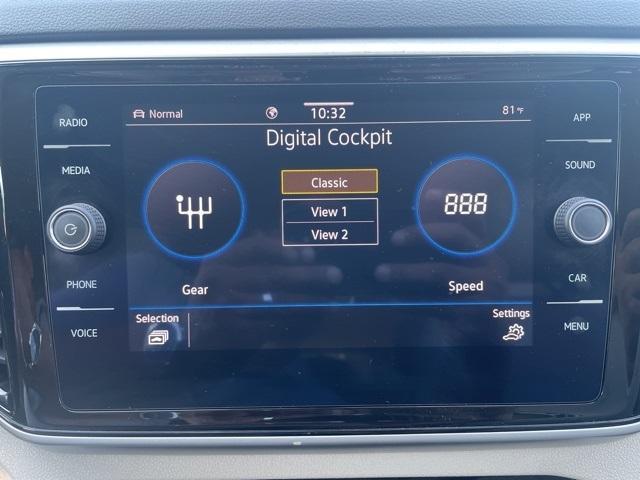 RADIO
MEDIA
PHONE
VOICE
Normal
10:32
81 °F
Digital Cockpit
Classic
View 1
View 2
888
Gear
Speed
Selection
Settings
APP
SOUND
CAR
MENU